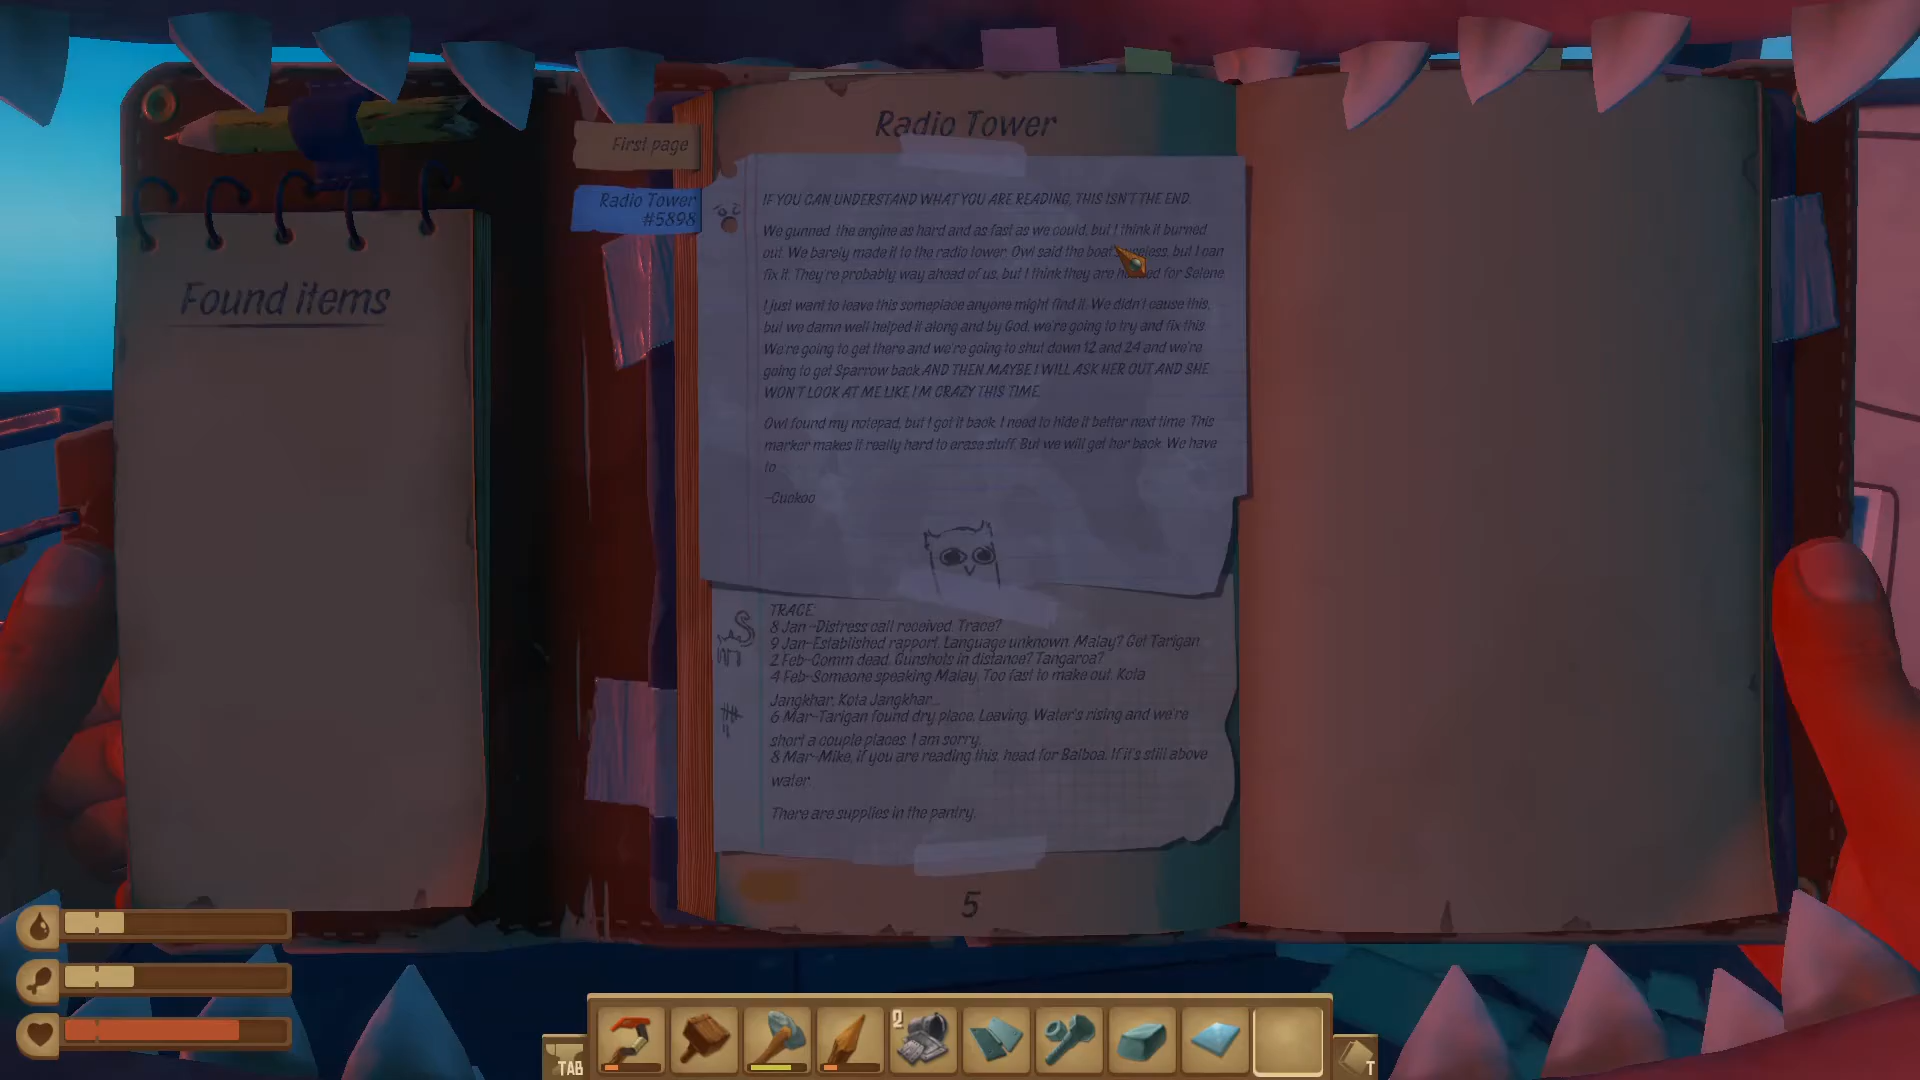 Radio Tower
First page
Radio Tower
#5898
Found items
IF YOU CAN UNDERSTAND WHAT YOU ARE READING, THIS ISN'T THE END.
We gunned the engine as hard and as fast as we could, but I think it burned
out. We barely made it to the radio tower. Owl said the boat's useless, but I can
fix it. They're probably way ahead of us, but I think they are headed for Selene.
I just want to leave this someplace anyone might find it. We didn't cause this,
but we damn well helped it along and by God, we're going to try and fix this
We're going to get there and we're going to shut down 12 and 24 and we're
going to get Sparrow back AND THEN MAYBE I WILL ASK HER OUT AND SHE
WON'T LOOK AT ME LIKE I'M CRAZY THIS TIME.
Owl found my notepad, but I got it back. I need to hide it better next time. This
marker makes it really hard to erase stuff. But we will get her back. We have
to
-Cuckoo
TRACE:
8 Jan-Distress call received. Trace?
9 Jan-Established rapport. Language unknown. Malay? Get Tarigan
2 Feb-Comm dead. Gunshots in distance? Tangaroa?
4 Feb-Someone speaking Malay. Too fast to make out. Kota
Jangkhar. Kota Jangkhar...
6 Mar-Tarigan found dry place. Leaving. Water's rising and we're
short a couple places. I am sorry.
8 Mar-Mike, if you are reading this, head for Balboa. If it's still above
water.
There are supplies in the pantry.
5
2
TAB
T